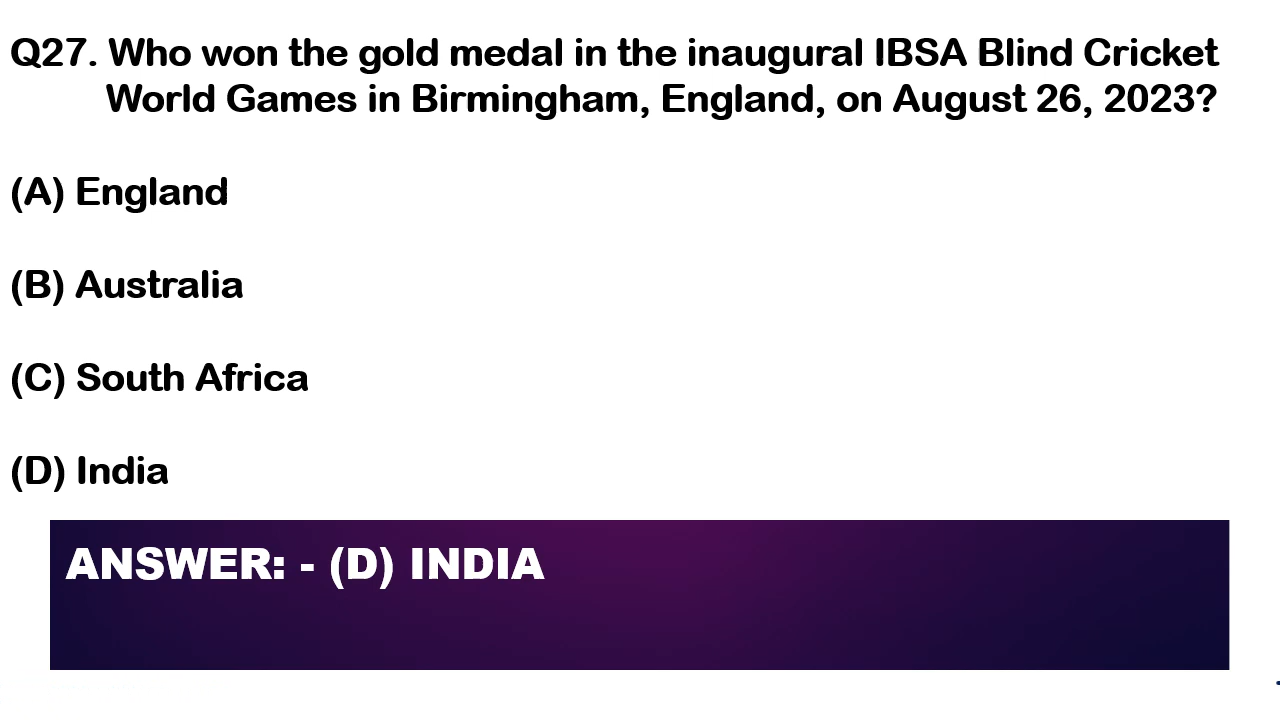 Q27. Who won the gold medal in the inaugural IBSA Blind Cricket
World Games in Birmingham, England, on August 26, 2023?
(A) England
(B) Australia
(C) South Africa
(D) India
ANSWER: - (D) INDIA